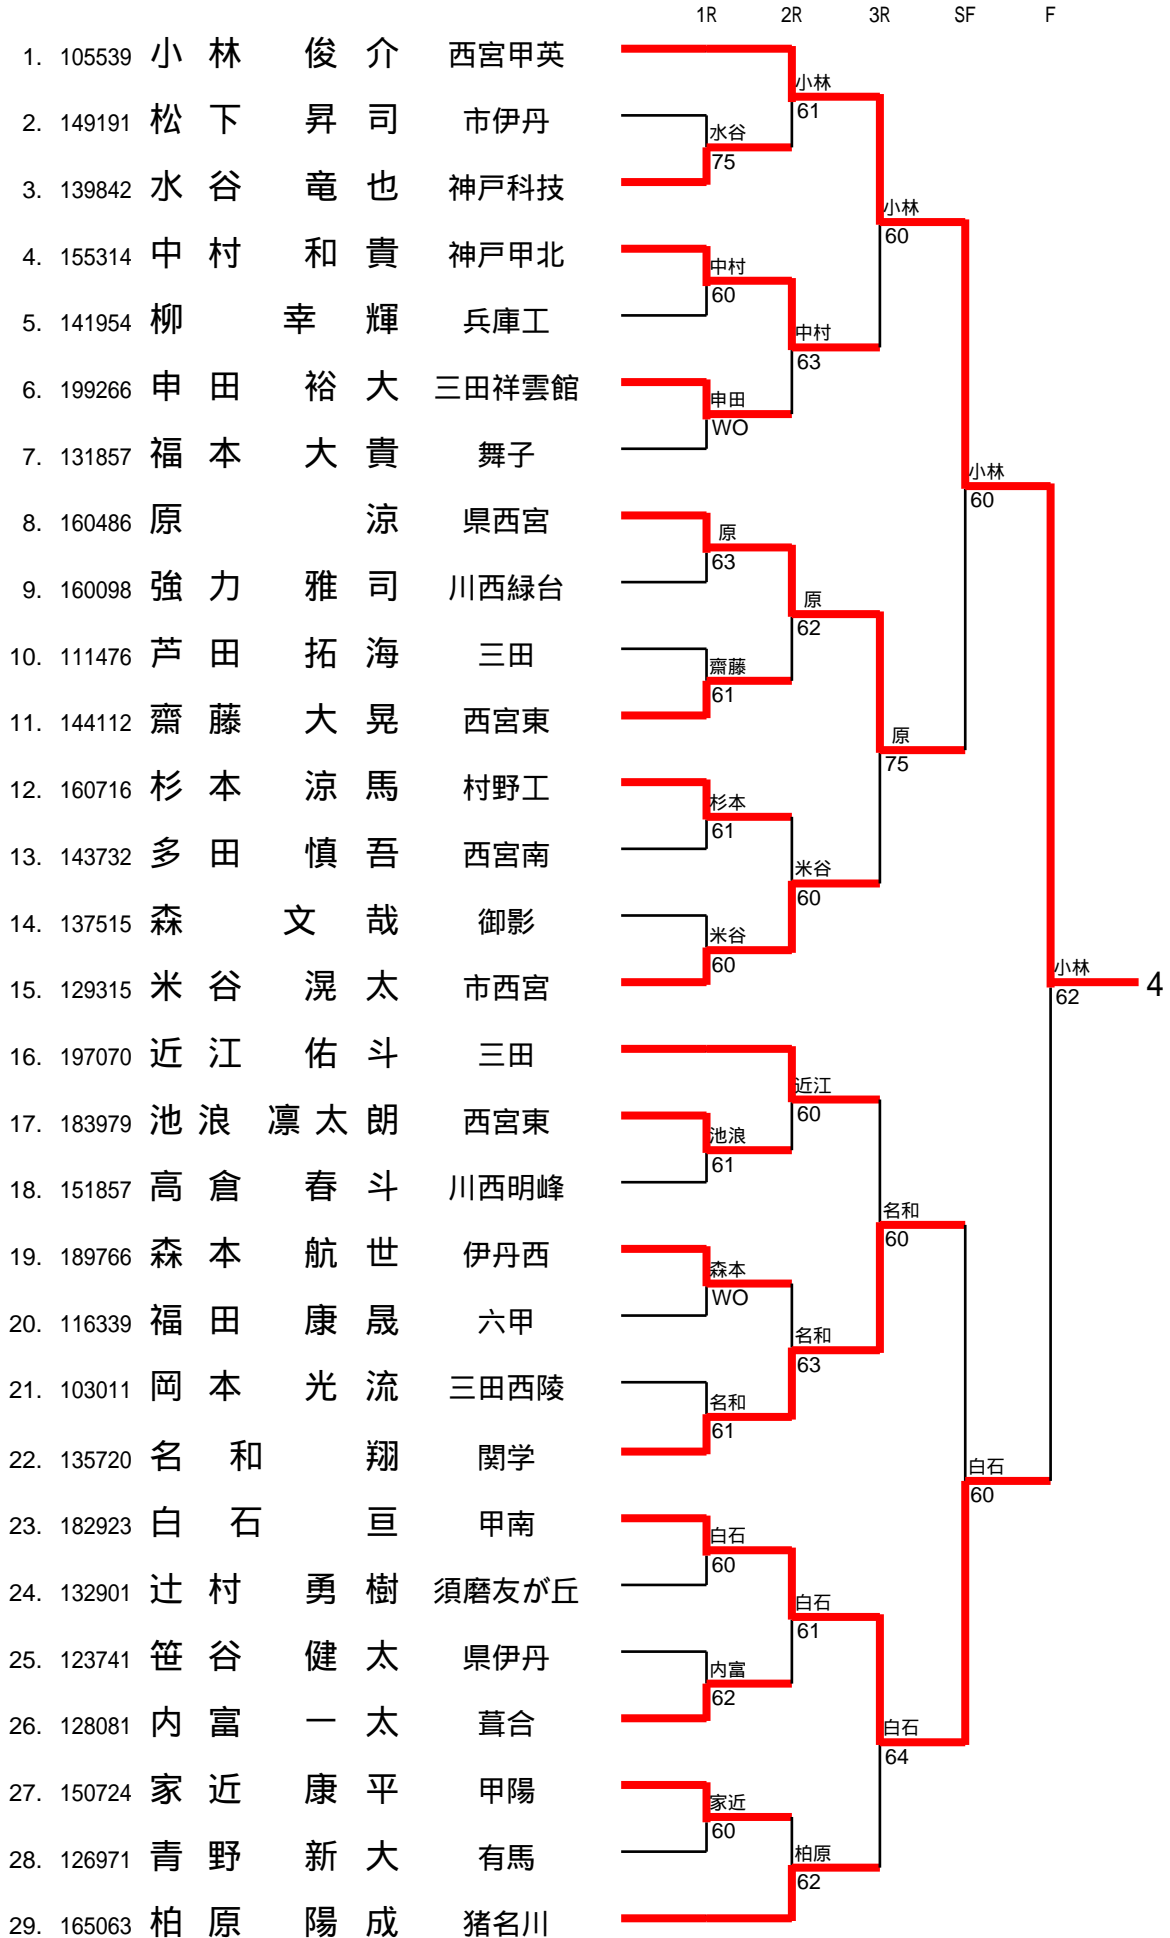 1R 2R 3R SF F
1. 105539 小林 俊介 西宮甲英
小林
61
2. 149191 松下 昇司 市伊丹
水谷
75
3. 139842 水谷 竜也 神戸科技
小林
60
4. 155314 中村 和貴 神戸甲北
中村
60
5. 141954 柳 幸輝 兵庫工
中村
63
6. 199266 申田 裕大 三田祥雲館
申田
WO
7. 131857 福本 大貴 舞子
小林
60
8. 160486 原 涼 県西宮
原
63
9. 160098 強力 雅司 川西緑台
原
62
10. 111476 芦田 拓海 三田
齋藤
61
11. 144112 齋藤 大晃 西宮東
原
75
12. 160716 杉本 涼馬 村野工
杉本
61
13. 143732 多田 慎吾 西宮南
米谷
60
14. 137515 森 文哉 御影
米谷
60
15. 129315 米谷 滉太 市西宮
小林
62
4
16. 197070 近江 佑斗 三田
近江
60
17. 183979 池浪 凛太朗 西宮東
池浪
61
18. 151857 高倉 春斗 川西明峰
名和
60
19. 189766 森本 航世 伊丹西
森本
WO
20. 116339 福田 康晟 六甲
名和
63
21. 103011 岡本 光流 三田西陵
名和
61
22. 135720 名和 翔 関学
白石
60
23. 182923 白石 亘 甲南
白石
60
24. 132901 辻村 勇樹 須磨友が丘
白石
61
25. 123741 笹谷 健太 県伊丹
内富
62
26. 128081 内富 一太 葺合
白石
64
27. 150724 家近 康平 甲陽
家近
60
28. 126971 青野 新大 有馬
柏原
62
29. 165063 柏原 陽成 猪名川